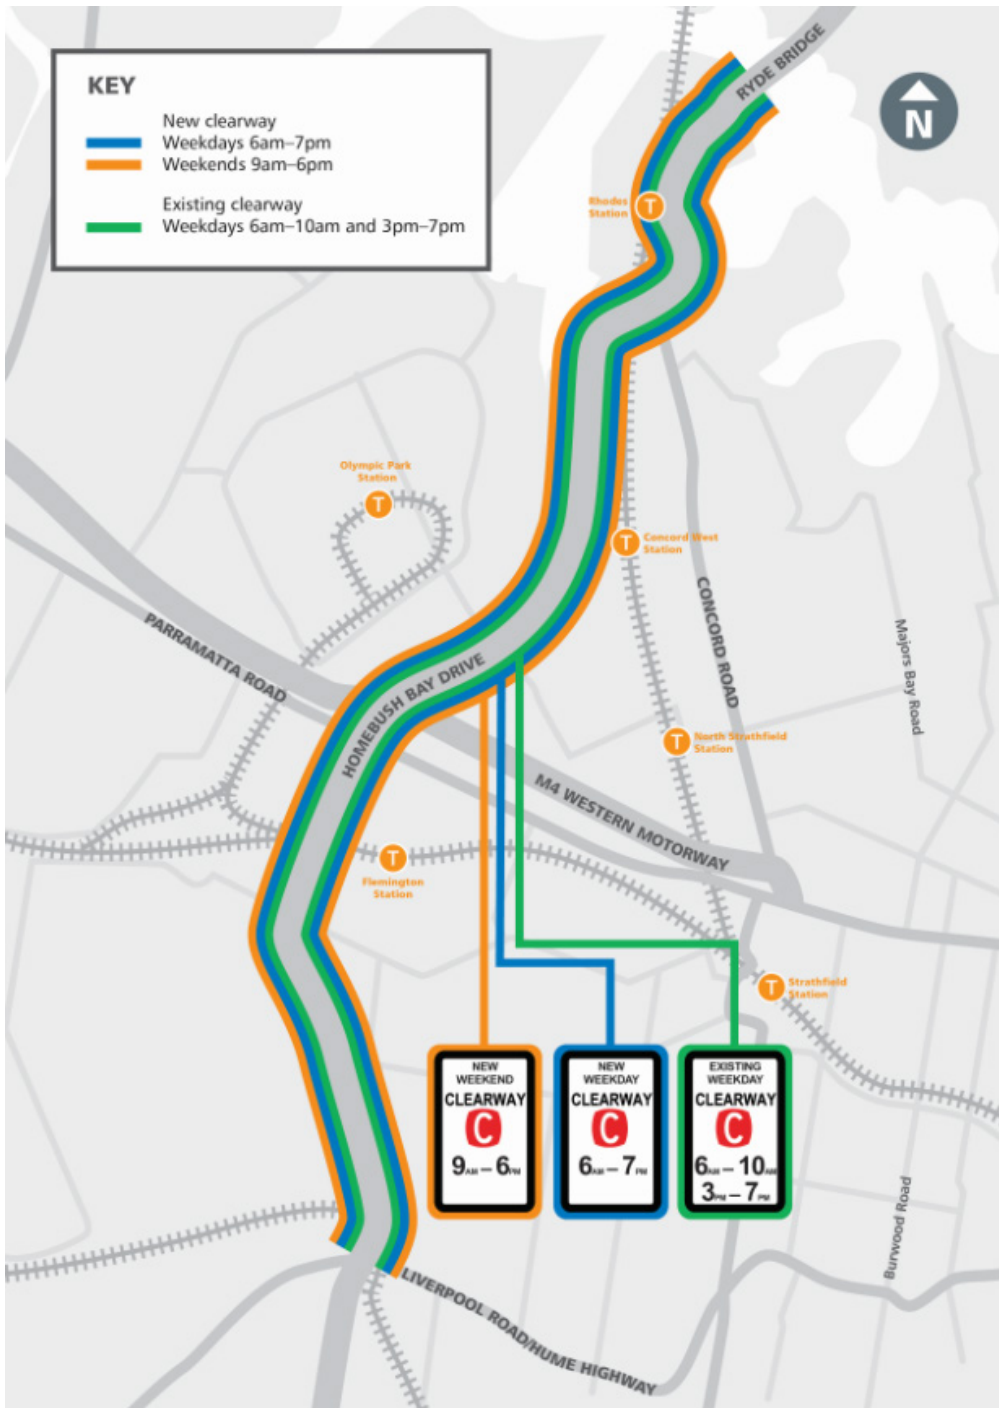 KEY
New clearway
Weekdays 6am–7pm
Weekends 9am–6pm
Existing clearway
Weekdays 6am–10am and 3pm–7pm
RYDE BRIDGE
N
Rhodes
Station
T
Olympic Park
Station
T
T
Concord West
Station
CONCORD ROAD
Majors Bay Road
PARRAMATTA ROAD
HOMEBUSH BAY DRIVE
T
North Strathfield
Station
M4 WESTERN MOTORWAY
T
Flemington
Station
T
Strathfield
Station
NEW
WEEKEND
CLEARWAY
C
9AM – 6PM
NEW
WEEKDAY
CLEARWAY
C
6AM – 7PM
EXISTING
WEEKDAY
CLEARWAY
C
6AM – 10AM
3PM – 7PM
Burwood Road
LIVERPOOL ROAD/HUME HIGHWAY